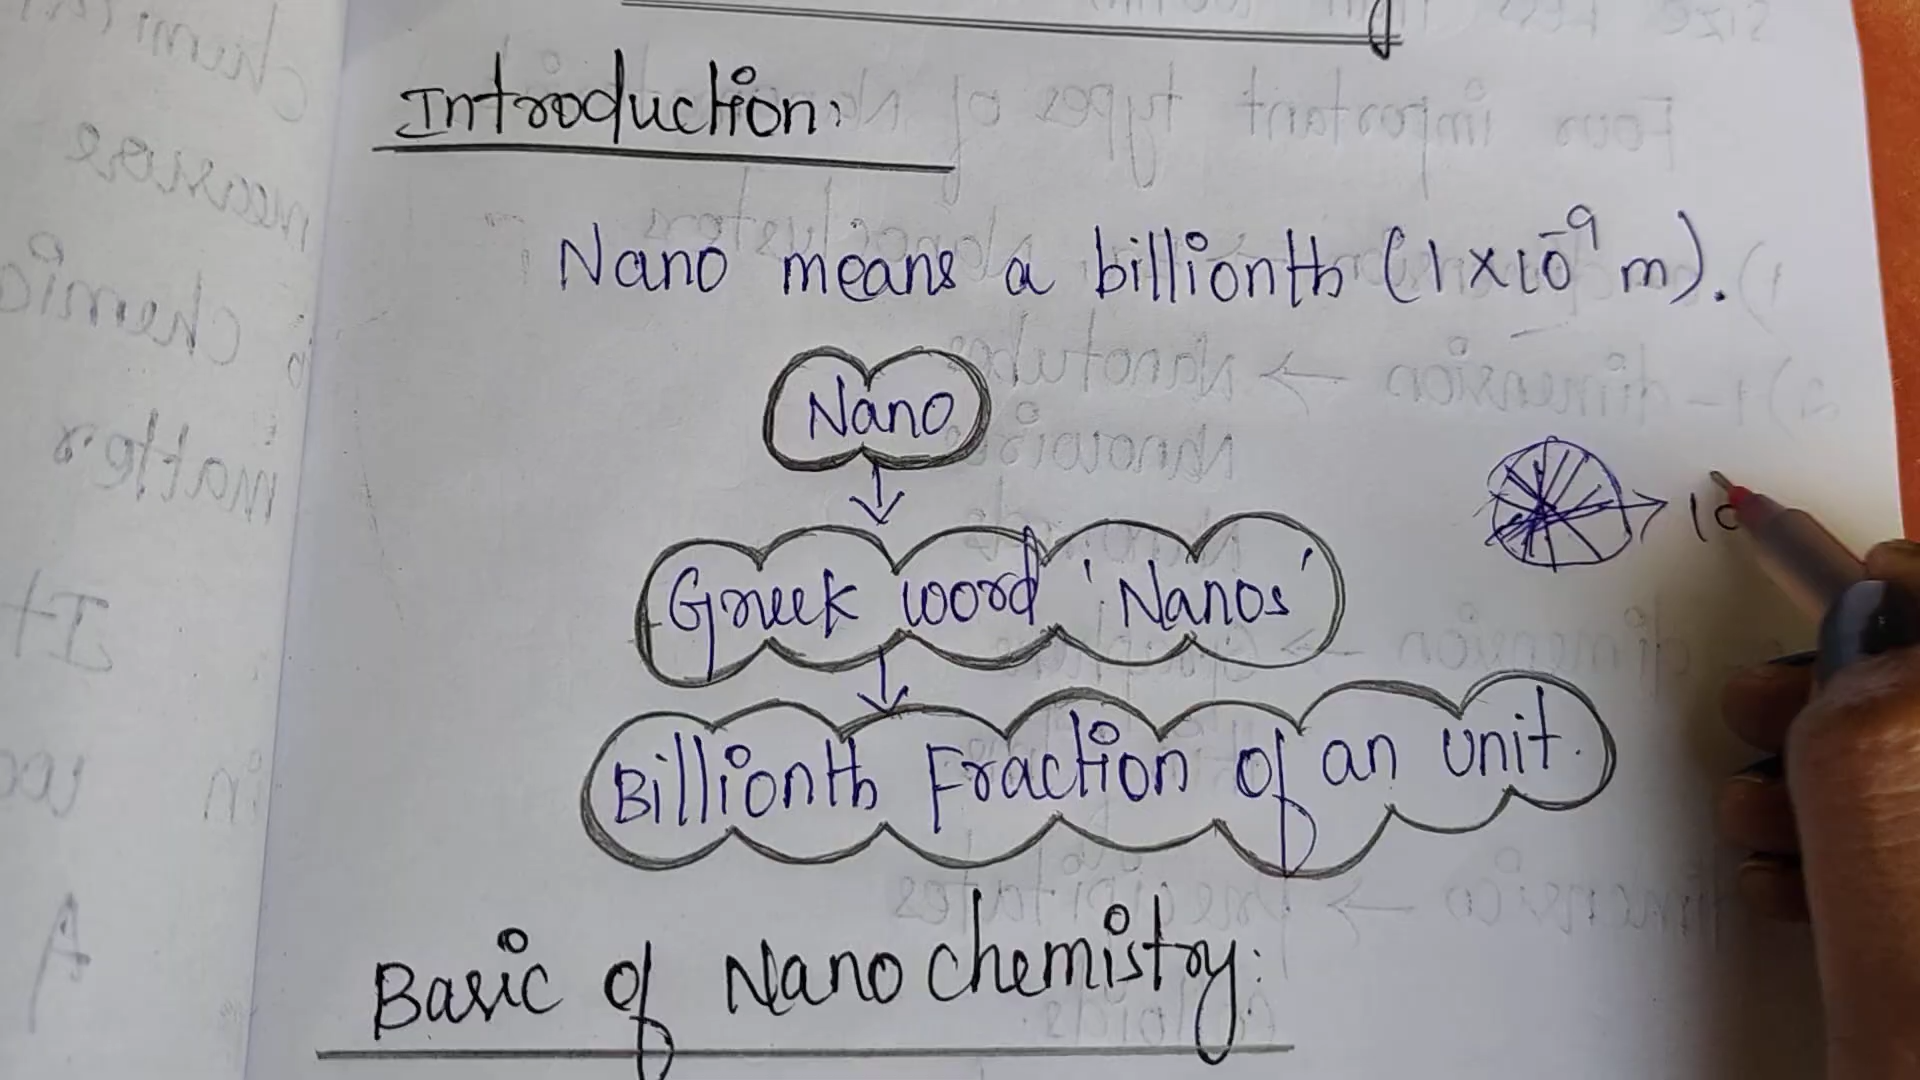 Introduction:
Nano means a billionth (1 × 10⁻⁹ m).
Nano
Greek word 'Nanos'
10
Billionth Fraction of an unit.
Basic of Nano chemistry: